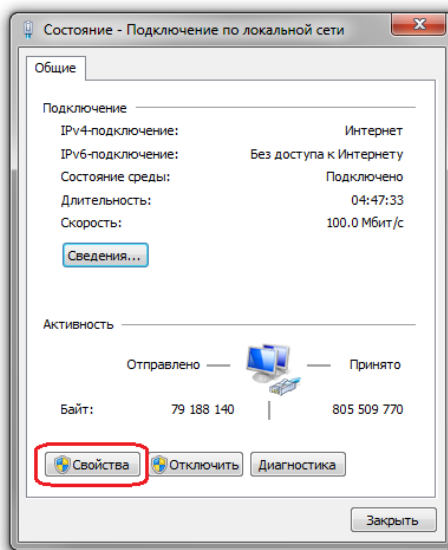 Состояние - Подключение по локальной сети
Общие
Подключение
IPv4-подключение: Интернет
IPv6-подключение: Без доступа к Интернету
Состояние среды: Подключено
Длительность: 04:47:33
Скорость: 100.0 Мбит/с
Сведения...
Активность
Отправлено — — Принято
Байт: 79 188 140 | 805 509 770
Свойства Отключить Диагностика
Закрыть